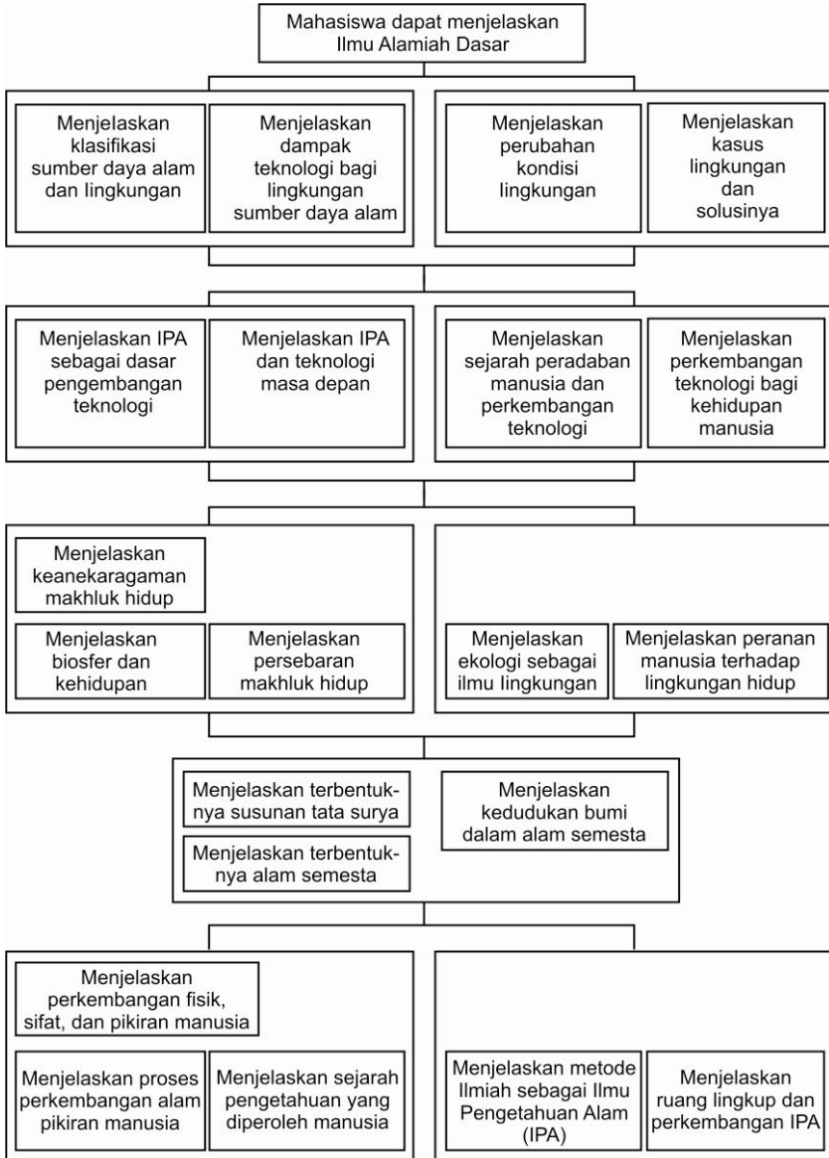 Mahasiswa dapat menjelaskan
Ilmu Alamiah Dasar
Menjelaskan
klasifikasi
sumber daya alam
dan lingkungan
Menjelaskan
dampak
teknologi bagi
lingkungan
sumber daya alam
Menjelaskan
perubahan
kondisi
lingkungan
Menjelaskan
kasus
lingkungan
dan
solusinya
Menjelaskan IPA
sebagai dasar
pengembangan
teknologi
Menjelaskan IPA
dan teknologi
masa depan
Menjelaskan
sejarah peradaban
manusia dan
perkembangan
teknologi
Menjelaskan
perkembangan
teknologi bagi
kehidupan
manusia
Menjelaskan
keanekaragaman
makhluk hidup
Menjelaskan
biosfer dan
kehidupan
Menjelaskan
persebaran
makhluk hidup
Menjelaskan
ekologi sebagai
ilmu lingkungan
Menjelaskan peranan
manusia terhadap
lingkungan hidup
Menjelaskan terbentuk-
nya susunan tata surya
Menjelaskan terbentuk-
nya alam semesta
Menjelaskan
kedudukan bumi
dalam alam semesta
Menjelaskan
perkembangan fisik,
sifat, dan pikiran manusia
Menjelaskan proses
perkembangan alam
pikiran manusia
Menjelaskan sejarah
pengetahuan yang
diperoleh manusia
Menjelaskan metode
Ilmiah sebagai Ilmu
Pengetahuan Alam
(IPA)
Menjelaskan
ruang lingkup dan
perkembangan IPA